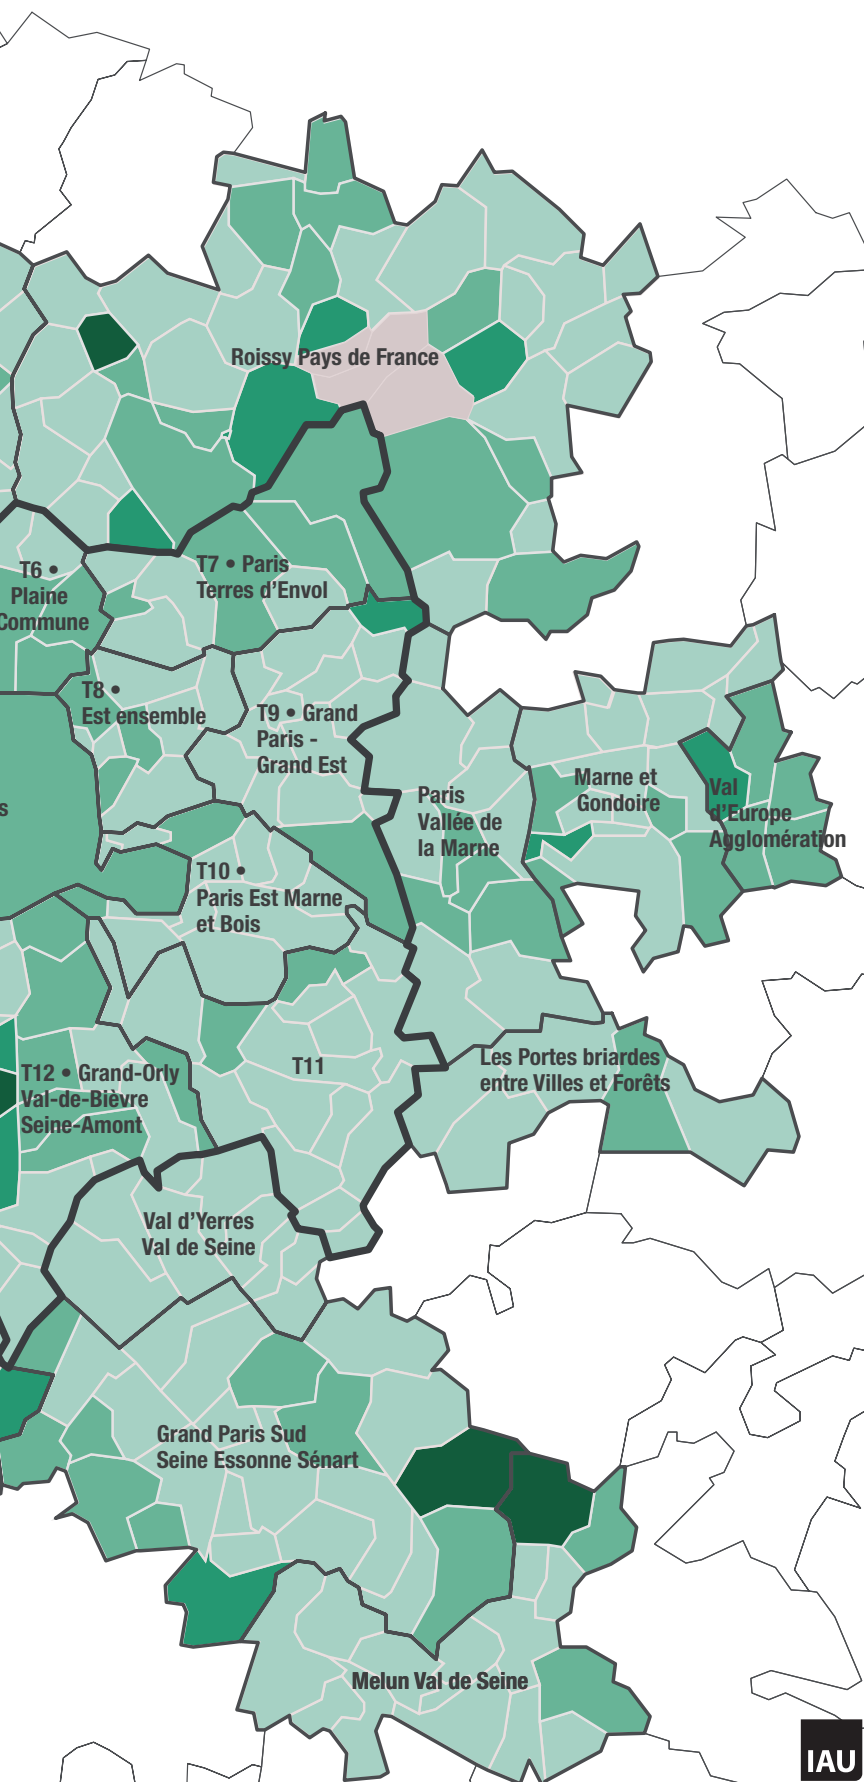 Roissy Pays de France
T6 •
Plaine
Commune
T7 • Paris
Terres d'Envol
T8 •
Est ensemble
T9 • Grand
Paris -
Grand Est
s
Paris
Vallée de
la Marne
Marne et
Gondoire
Val
d'Europe
Agglomération
T10 •
Paris Est Marne
et Bois
T11
T12 • Grand-Orly
Val-de-Bièvre
Seine-Amont
Les Portes briardes
entre Villes et Forêts
Val d'Yerres
Val de Seine
Grand Paris Sud
Seine Essonne Sénart
Melun Val de Seine
IAU